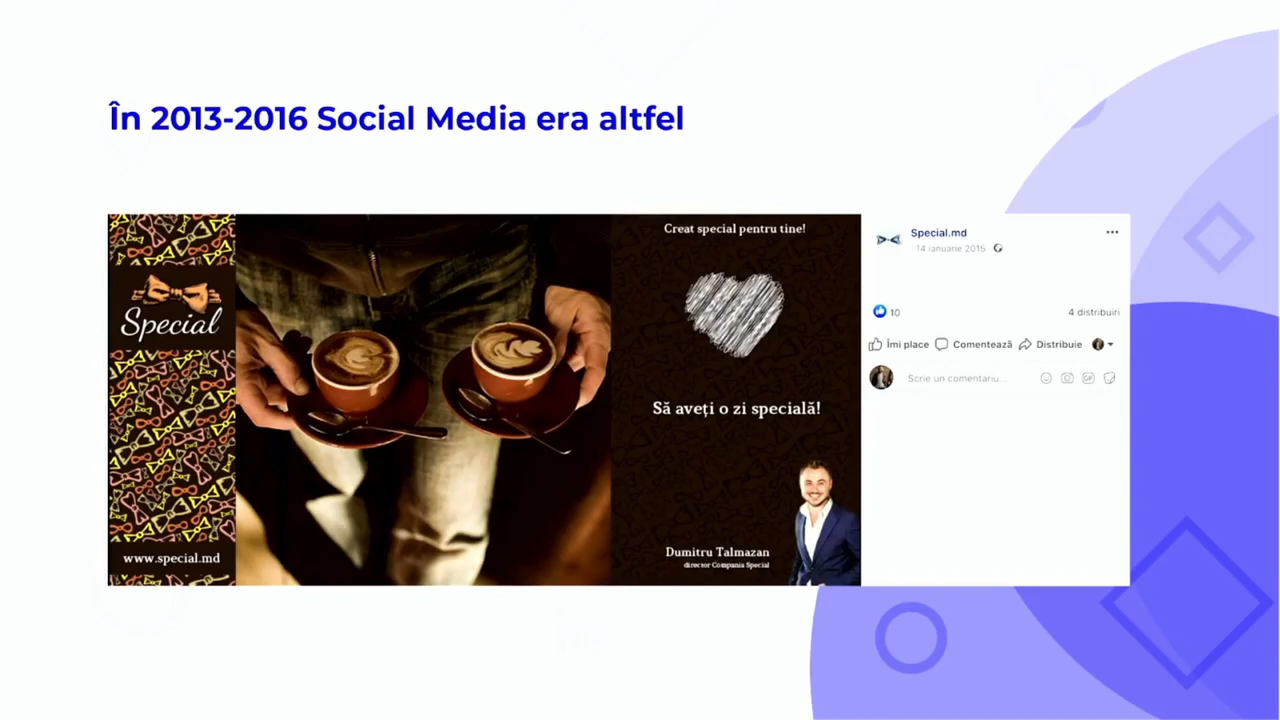 În 2013-2016 Social Media era altfel
Special
www.special.md
Creat special pentru tine!
Să aveți o zi specială!
Dumitru Talmazan
director Compania Special
Special.md
14 ianuarie 2015
10
4 distribuiri
Îmi place Comentează Distribuie
Scrie un comentariu...
GIF